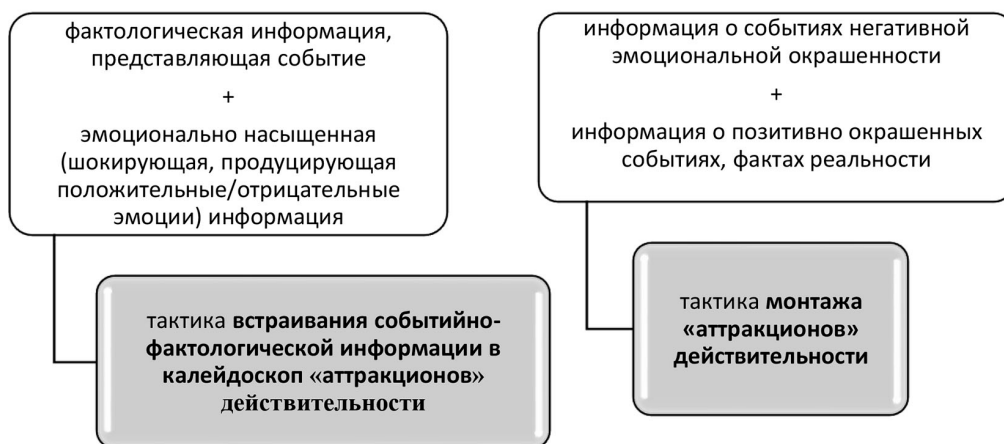 фактологическая информация,
представляющая событие
+
эмоционально насыщенная
(шокирующая, продуцирующая
положительные/отрицательные
эмоции) информация
тактика встраивания событийно-
фактологической информации в
калейдоскоп «аттракционов»
действительности
информация о событиях негативной
эмоциональной окрашенности
+
информация о позитивно окрашенных
событиях, фактах реальности
тактика монтажа
«аттракционов»
действительности